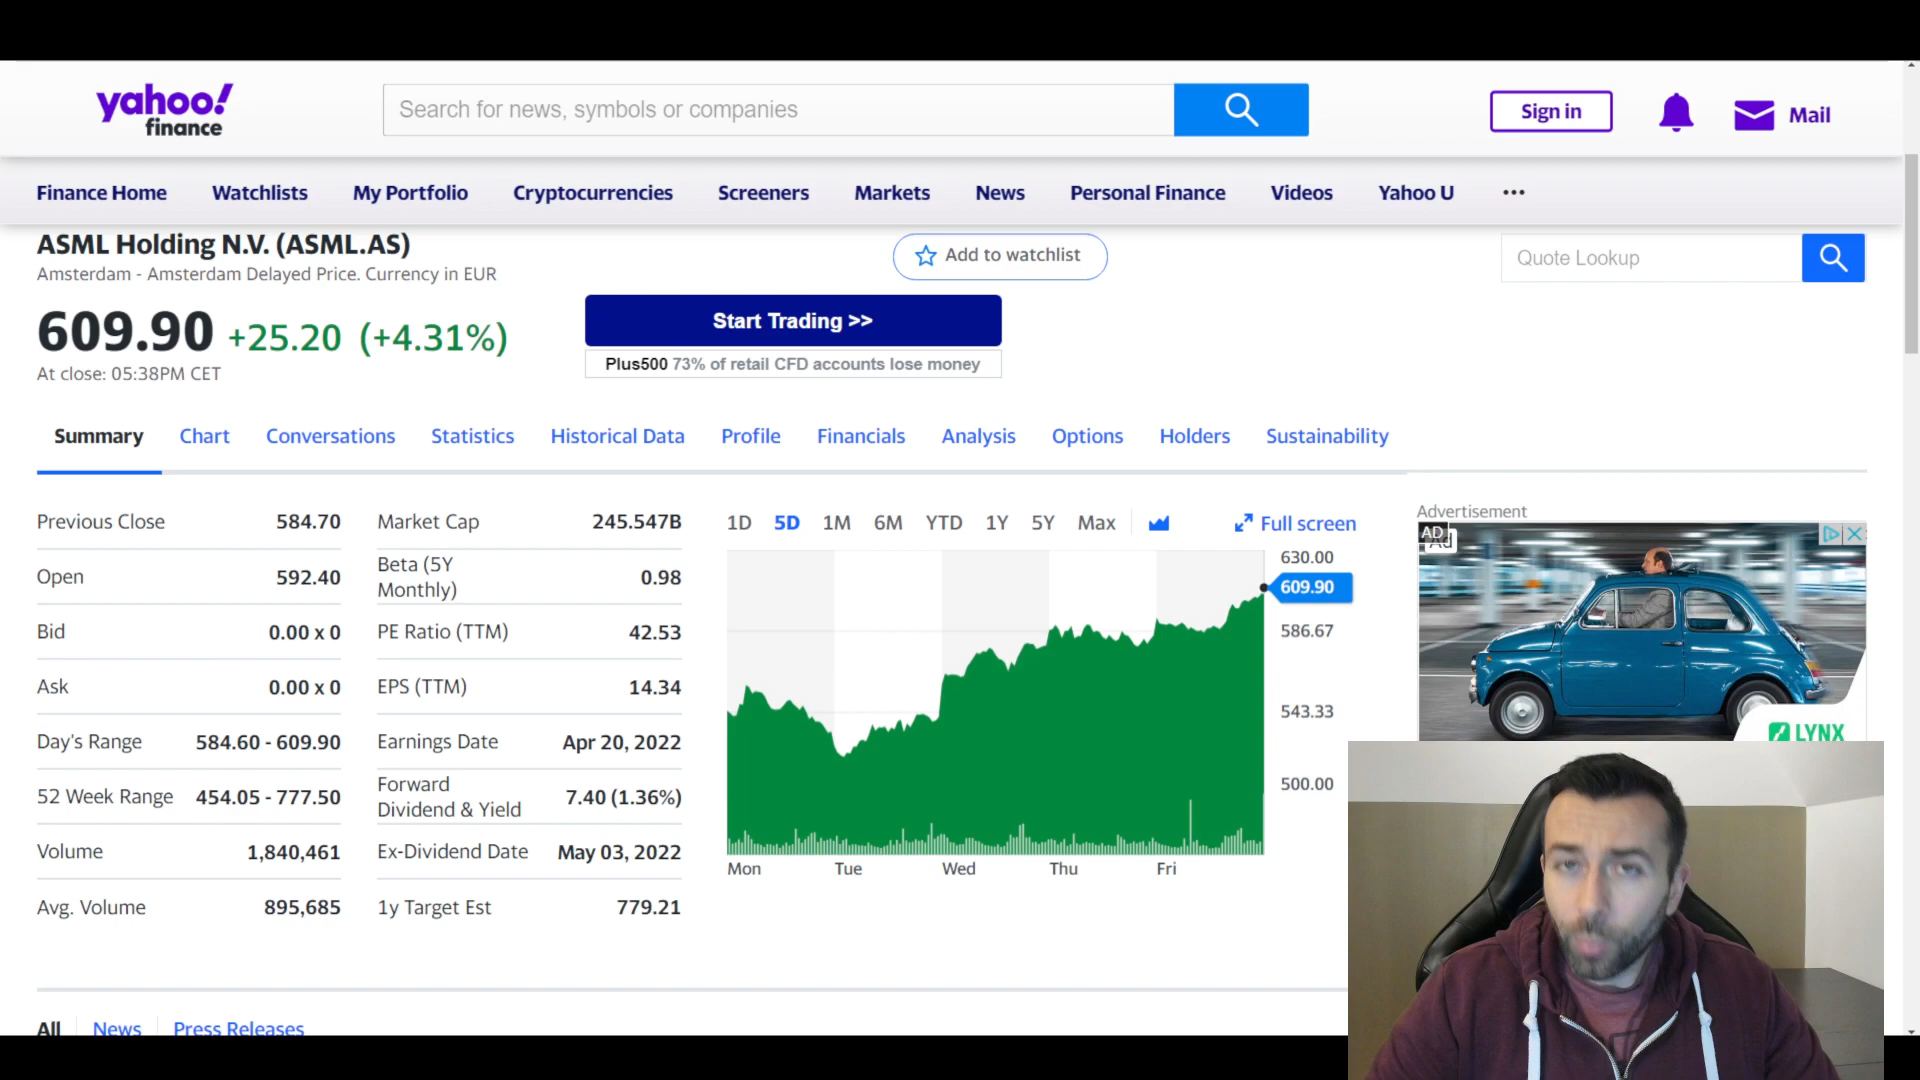 yahoo!
finance
Search for news, symbols or companies
Sign in
Mail
Finance Home Watchlists My Portfolio Cryptocurrencies Screeners Markets News Personal Finance Videos Yahoo U ...
ASML Holding N.V. (ASML.AS)
Add to watchlist
Quote Lookup
Amsterdam - Amsterdam Delayed Price. Currency in EUR
609.90 +25.20 (+4.31%)
Start Trading >>
Plus500 73% of retail CFD accounts lose money
At close: 05:38PM CET
Summary Chart Conversations Statistics Historical Data Profile Financials Analysis Options Holders Sustainability
Previous Close 584.70
Open 592.40
Bid 0.00 x 0
Ask 0.00 x 0
Day's Range 584.60 - 609.90
52 Week Range 454.05 - 777.50
Volume 1,840,461
Avg. Volume 895,685
Market Cap 245.547B
Beta (5Y
Monthly) 0.98
PE Ratio (TTM) 42.53
EPS (TTM) 14.34
Earnings Date Apr 20, 2022
Forward
Dividend & Yield 7.40 (1.36%)
Ex-Dividend Date May 03, 2022
1y Target Est 779.21
1D 5D 1M 6M YTD 1Y 5Y Max
Full screen
630.00
609.90
586.67
543.33
500.00
Mon Tue Wed Thu Fri
Advertisement
AD
Ad
LYNX
All News Press Releases